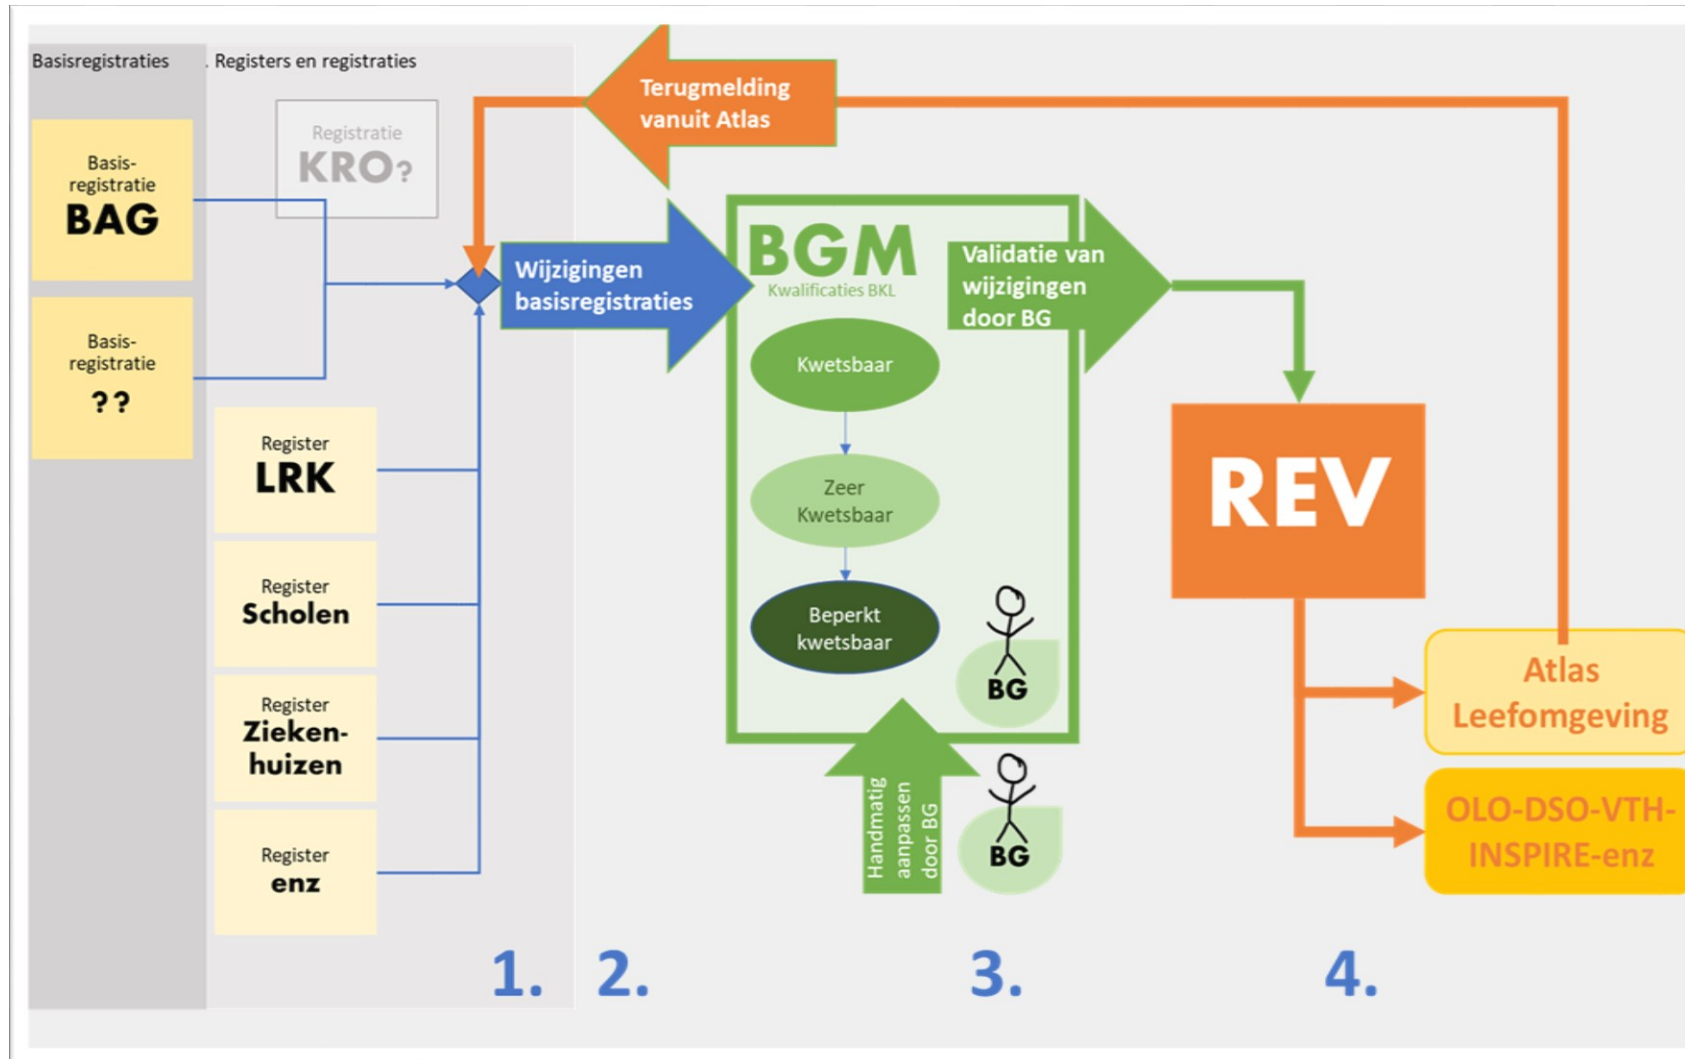 Basisregistraties
. Registers en registraties
Registratie
KRO?
Basis-
registratie
BAG
Basis-
registratie
??
Register
LRK
Register
Scholen
Register
Zieken-
huizen
Register
enz
Terugmelding
vanuit Atlas
Wijzigingen
basisregistraties
BGM
Kwalificaties BKL
Kwetsbaar
Zeer
Kwetsbaar
Beperkt
kwetsbaar
BG
Validatie van
wijzigingen
door BG
Handmatig
aanpassen
door BG
BG
REV
Atlas
Leefomgeving
OLO-DSO-VTH-
INSPIRE-enz
1.
2.
3.
4.